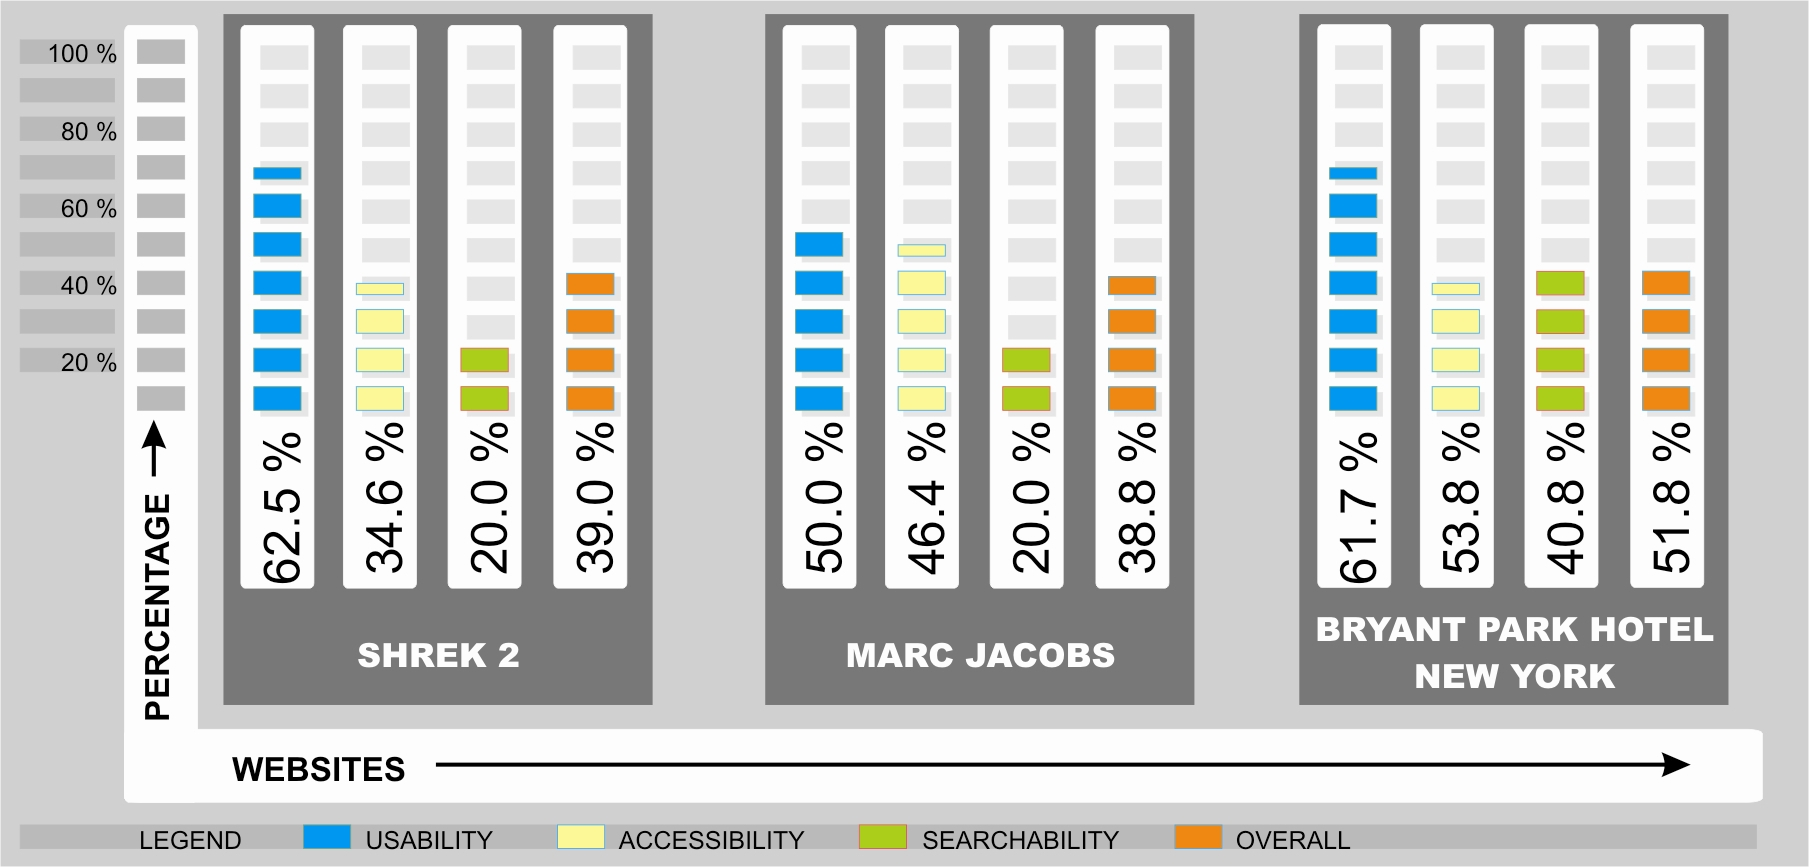 100 %
80 %
60 %
40 %
20 %
PERCENTAGE
62.5 %
34.6 %
20.0 %
39.0 %
SHREK 2
50.0 %
46.4 %
20.0 %
38.8 %
MARC JACOBS
61.7 %
53.8 %
40.8 %
51.8 %
BRYANT PARK HOTEL
NEW YORK
WEBSITES
LEGEND USABILITY ACCESSIBILITY SEARCHABILITY OVERALL